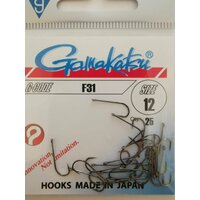 Gamakatsu
G-CODE F31
SIZE
12
25
Innovation,
Not Imitation.
HOOKS MADE IN JAPAN